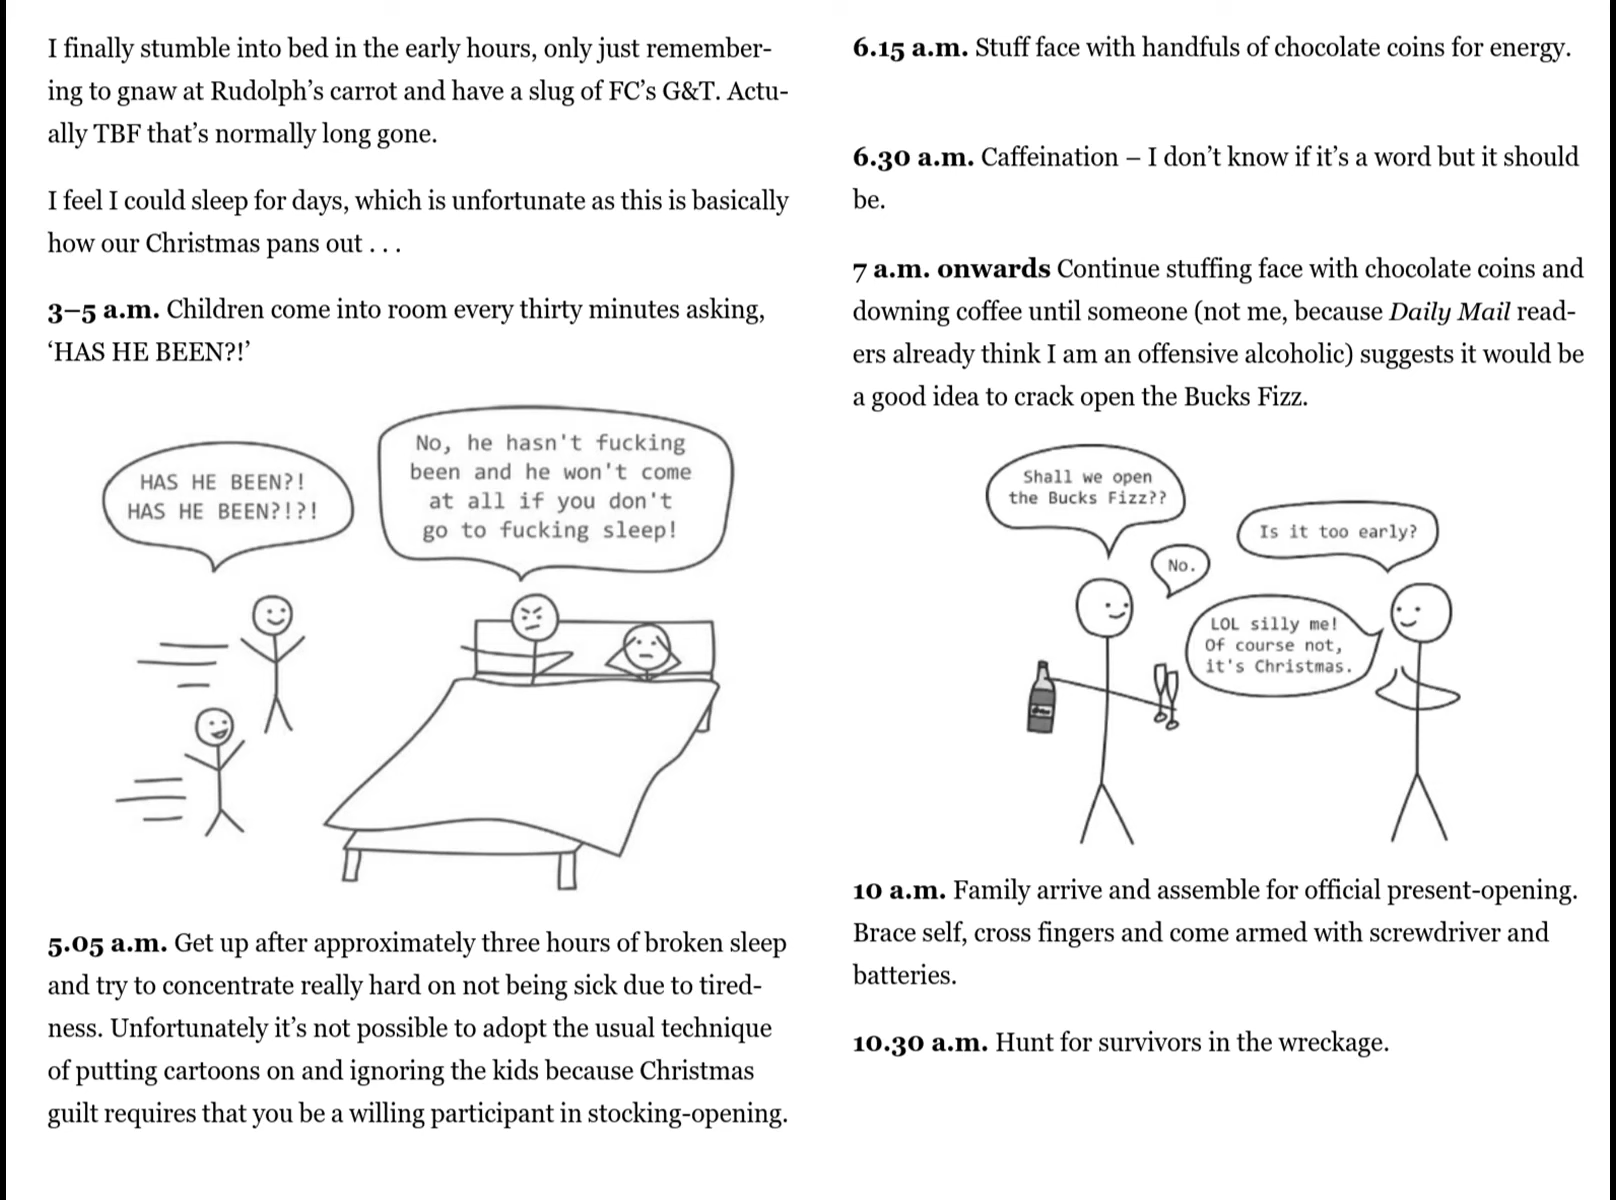 I finally stumble into bed in the early hours, only just remember-
ing to gnaw at Rudolph’s carrot and have a slug of FC’s G&T. Actu-
ally TBF that’s normally long gone.
I feel I could sleep for days, which is unfortunate as this is basically
how our Christmas pans out . . .
3–5 a.m. Children come into room every thirty minutes asking,
‘HAS HE BEEN?!’
HAS HE BEEN?!
HAS HE BEEN?!?!
No, he hasn't fucking
been and he won't come
at all if you don't
go to fucking sleep!
5.05 a.m. Get up after approximately three hours of broken sleep
and try to concentrate really hard on not being sick due to tired-
ness. Unfortunately it’s not possible to adopt the usual technique
of putting cartoons on and ignoring the kids because Christmas
guilt requires that you be a willing participant in stocking-opening.
6.15 a.m. Stuff face with handfuls of chocolate coins for energy.
6.30 a.m. Caffeination – I don’t know if it’s a word but it should
be.
7 a.m. onwards Continue stuffing face with chocolate coins and
downing coffee until someone (not me, because Daily Mail read-
ers already think I am an offensive alcoholic) suggests it would be
a good idea to crack open the Bucks Fizz.
Shall we open
the Bucks Fizz??
Is it too early?
No.
LOL silly me!
Of course not,
it's Christmas.
10 a.m. Family arrive and assemble for official present-opening.
Brace self, cross fingers and come armed with screwdriver and
batteries.
10.30 a.m. Hunt for survivors in the wreckage.